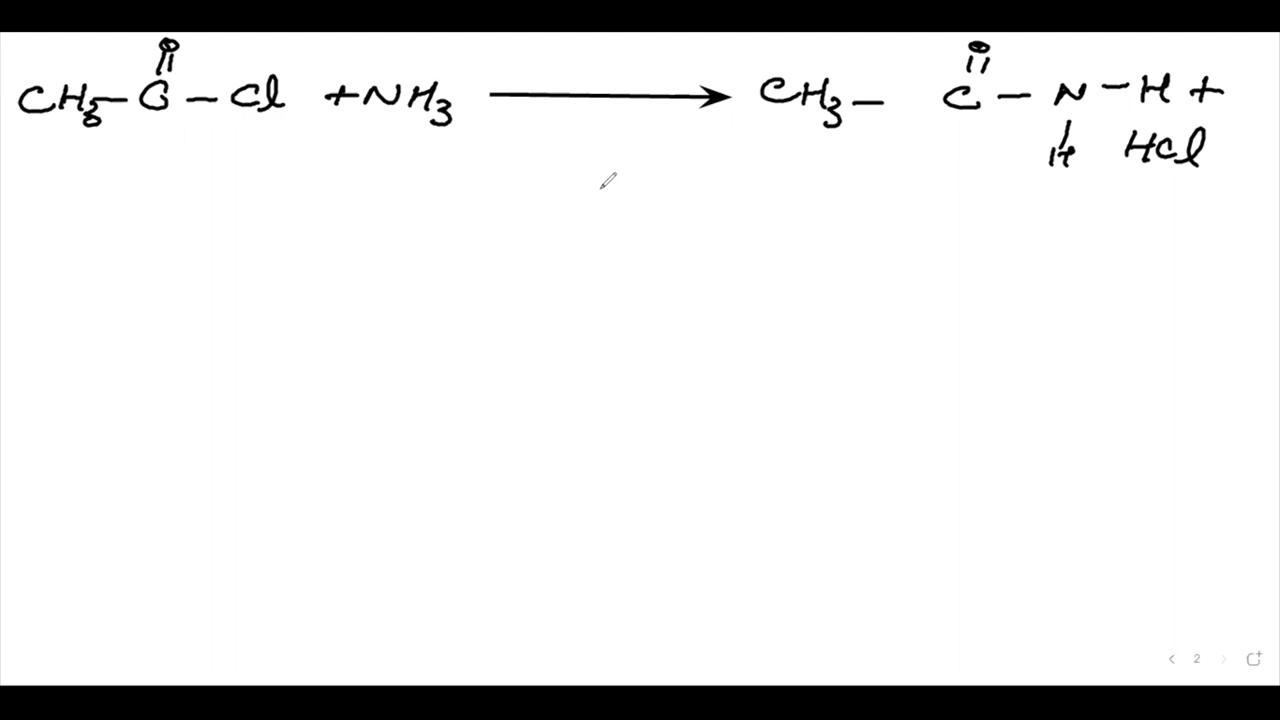 O O
CH3 – C – Cl + NH3 ⟶ CH3 – C – N – H +
H HCl
2